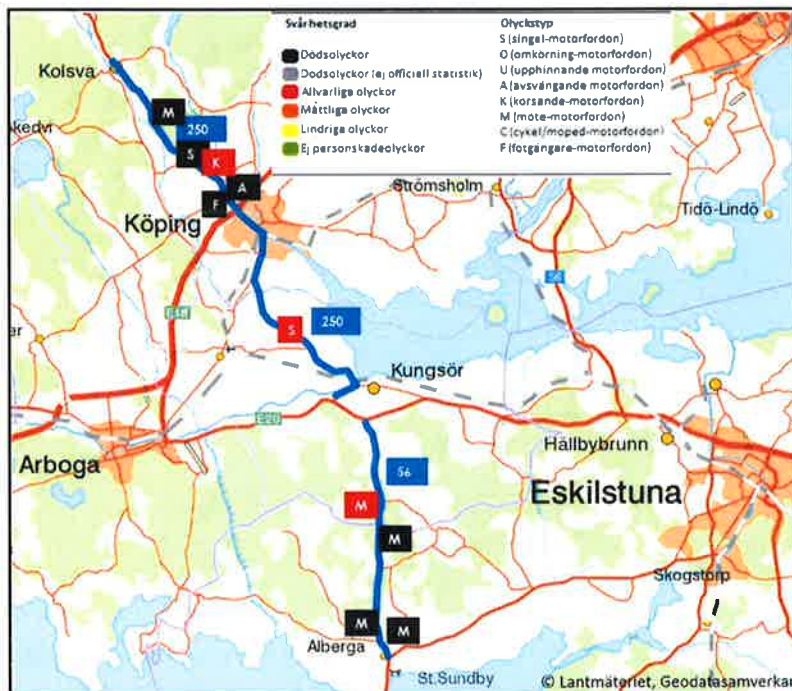 Svårhetsgrad
Dödsolyckor
Dödsolyckor (ej officiell statistik)
Allvarliga olyckor
Måttliga olyckor
Lindriga olyckor
Ej personskadeolyckor
Olyckstyp
S (singel-motorfordon)
O (omkörning-motorfordon)
U (upphinnande motorfordon)
A (avsvängande motorfordon)
K (korsande-motorfordon)
M (möte-motorfordon)
C (cykel/moped-motorfordon)
F (fotgängare-motorfordon)
Kolsva
M
250
kedvi
S
K
A
F
Strömsholm
Köping
Tidö-Lindö
56
E18
S
250
er
Kungsör
E20
Hällbybrunn
Arboga
56
Eskilstuna
M
M
Skogstorp
M
M
Alberga
St.Sundby
© Lantmäteriet, Geodatasamverkan